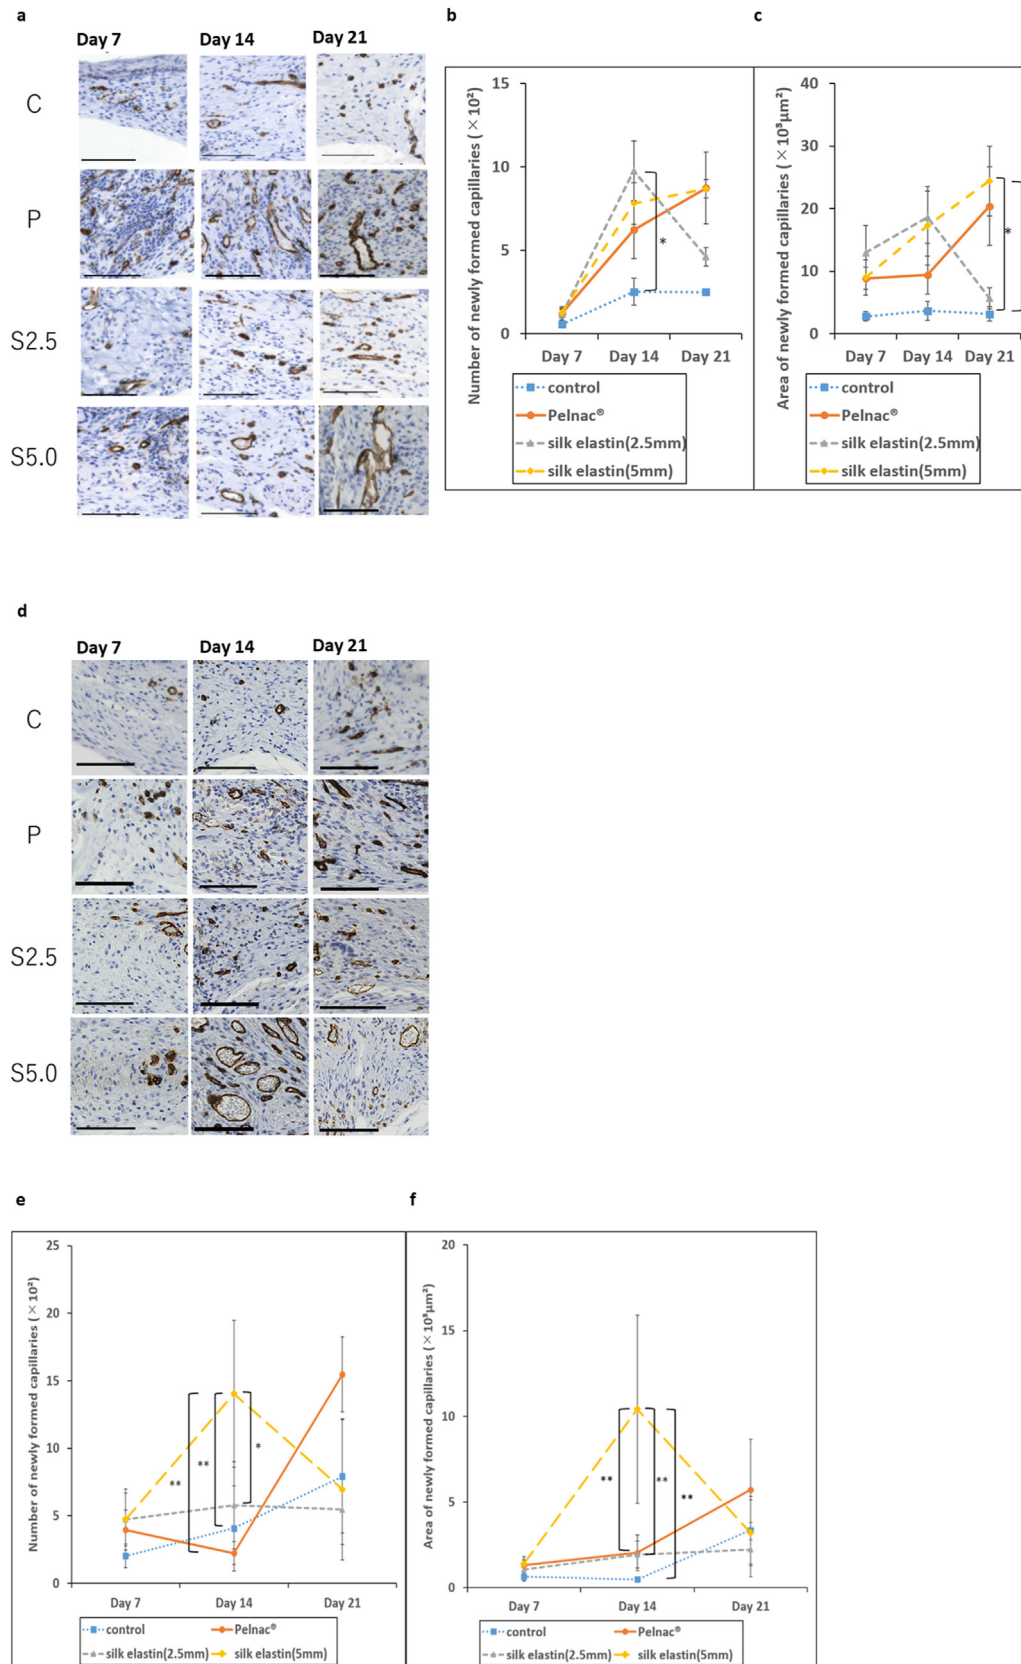 a
Day 7 Day 14 Day 21
C
P
S2.5
S5.0
b
Number of newly formed capillaries (×10²)
15
10
5
0
*
Day 7 Day 14 Day 21
control
Pelnac®
silk elastin(2.5mm)
silk elastin(5mm)
c
Area of newly formed capillaries (×10³μm²)
40
30
20
10
0
*
Day 7 Day 14 Day 21
control
Pelnac®
silk elastin(2.5mm)
silk elastin(5mm)
d
Day 7 Day 14 Day 21
C
P
S2.5
S5.0
e
Number of newly formed capillaries (×10²)
25
20
15
10
5
0
** ** *
Day 7 Day 14 Day 21
control Pelnac®
silk elastin(2.5mm) silk elastin(5mm)
f
Area of newly formed capillaries (×10³μm²)
20
15
10
5
0
** ** **
Day 7 Day 14 Day 21
control Pelnac®
silk elastin(2.5mm) silk elastin(5mm)